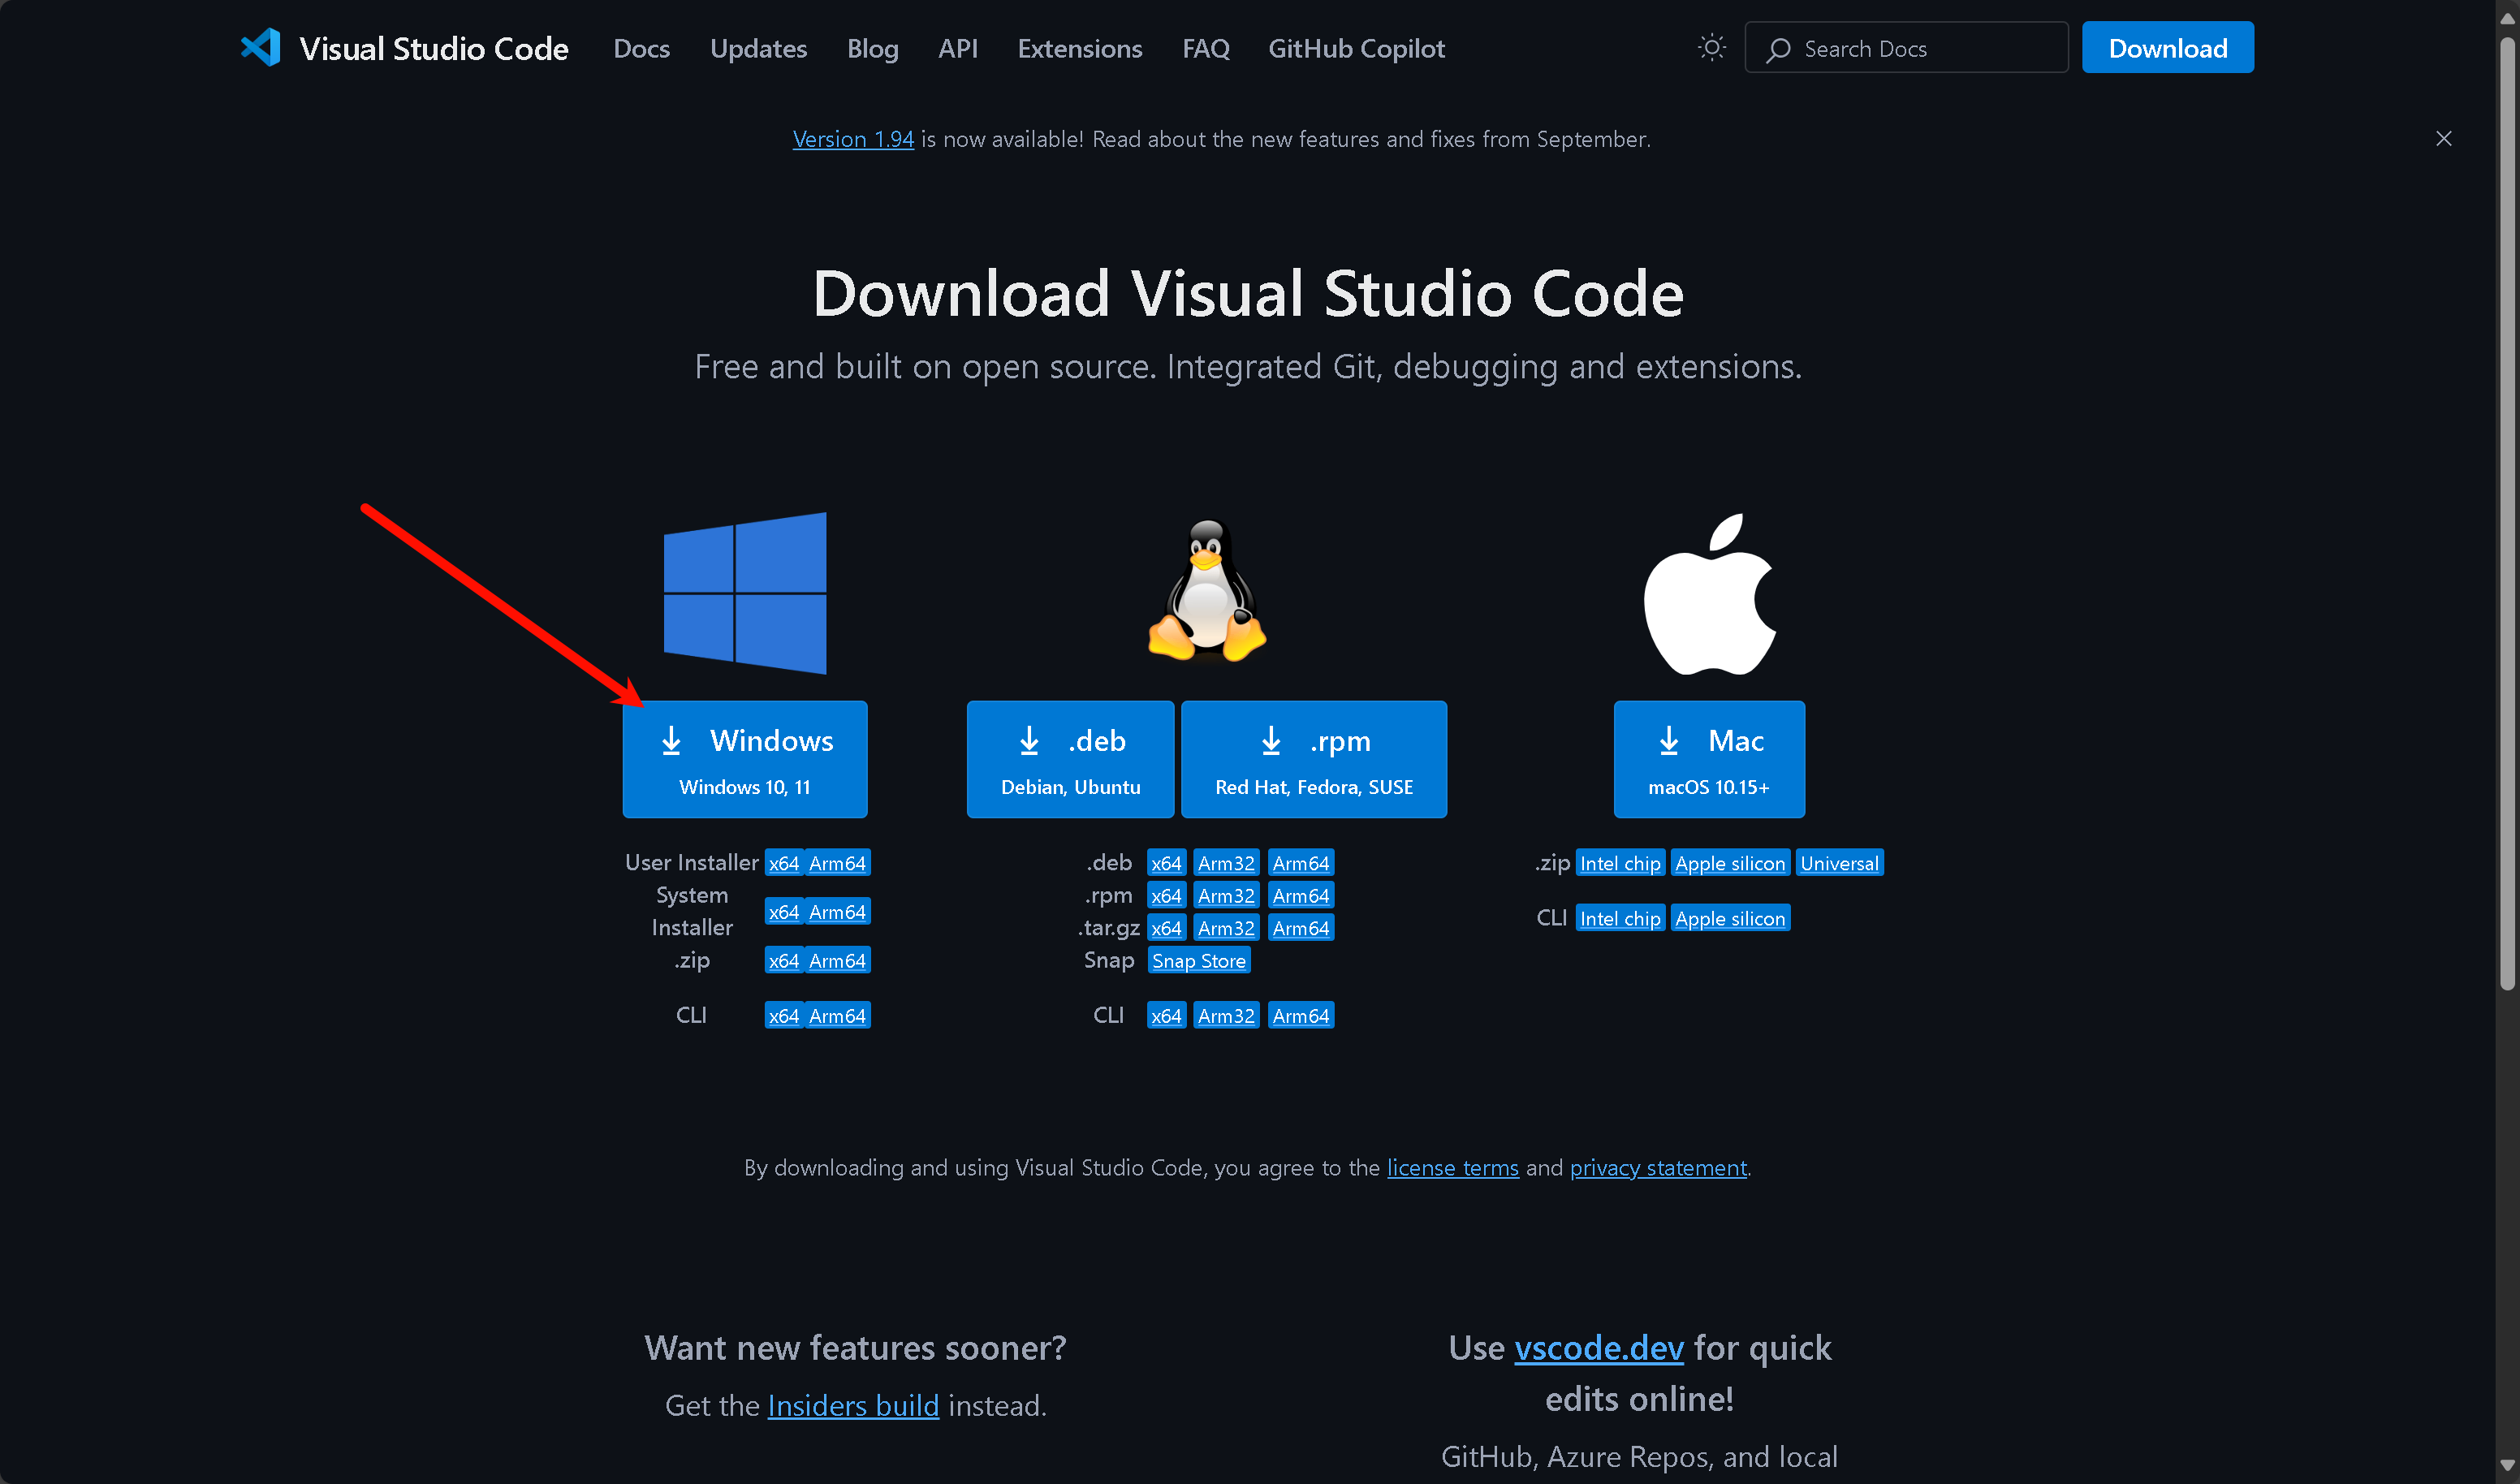 Visual Studio Code Docs Updates Blog API Extensions FAQ GitHub Copilot Search Docs Download
Version 1.94 is now available! Read about the new features and fixes from September.
Download Visual Studio Code
Free and built on open source. Integrated Git, debugging and extensions.
Windows
Windows 10, 11
User Installer x64 Arm64
System
Installer
x64 Arm64
.zip x64 Arm64
CLI x64 Arm64
.deb
Debian, Ubuntu
.rpm
Red Hat, Fedora, SUSE
.deb x64 Arm32 Arm64
.rpm x64 Arm32 Arm64
.tar.gz x64 Arm32 Arm64
Snap Snap Store
CLI x64 Arm32 Arm64
Mac
macOS 10.15+
.zip Intel chip Apple silicon Universal
CLI Intel chip Apple silicon
By downloading and using Visual Studio Code, you agree to the license terms and privacy statement.
Want new features sooner?
Get the Insiders build instead.
Use vscode.dev for quick
edits online!
GitHub, Azure Repos, and local